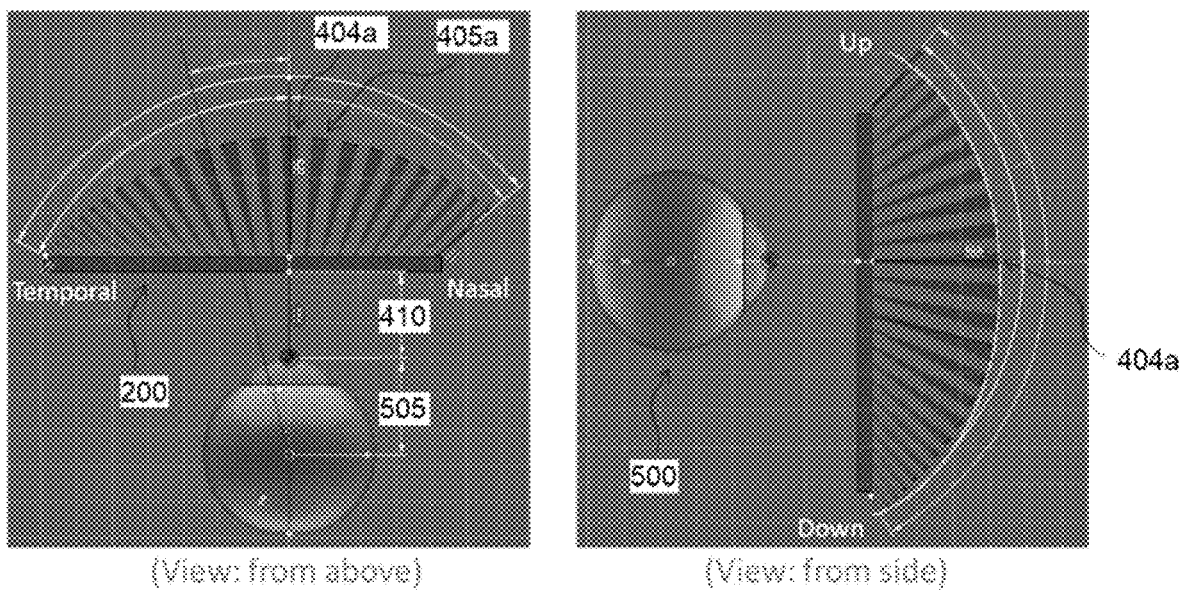 404a 405a
Temporal
Nasal
410
200
505
(View: from above)
Up
404a
500
Down
(View: from side)